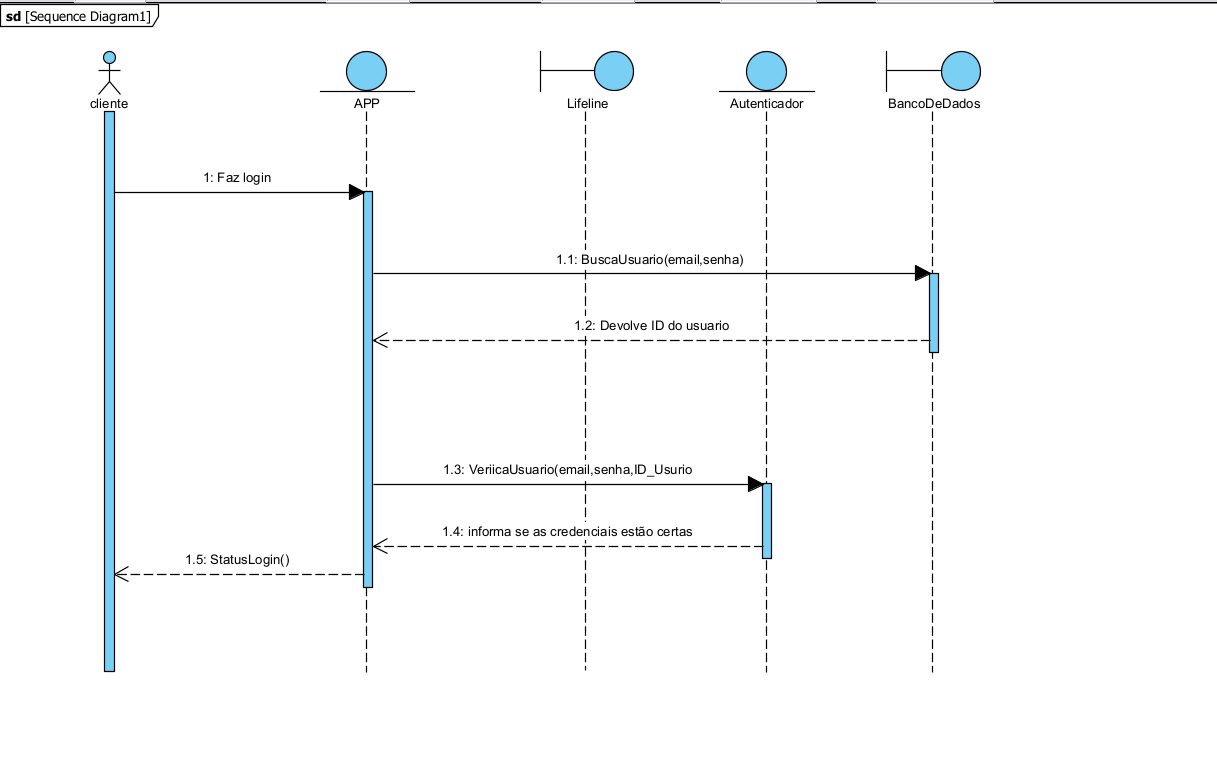 sd [Sequence Diagram1]
cliente
APP
Lifeline
Autenticador
BancoDeDados
1: Faz login
1.1: BuscaUsuario(email,senha)
1.2: Devolve ID do usuario
1.3: VeriicaUsuario(email,senha,ID_Usurio
1.4: informa se as credenciais estão certas
1.5: StatusLogin()